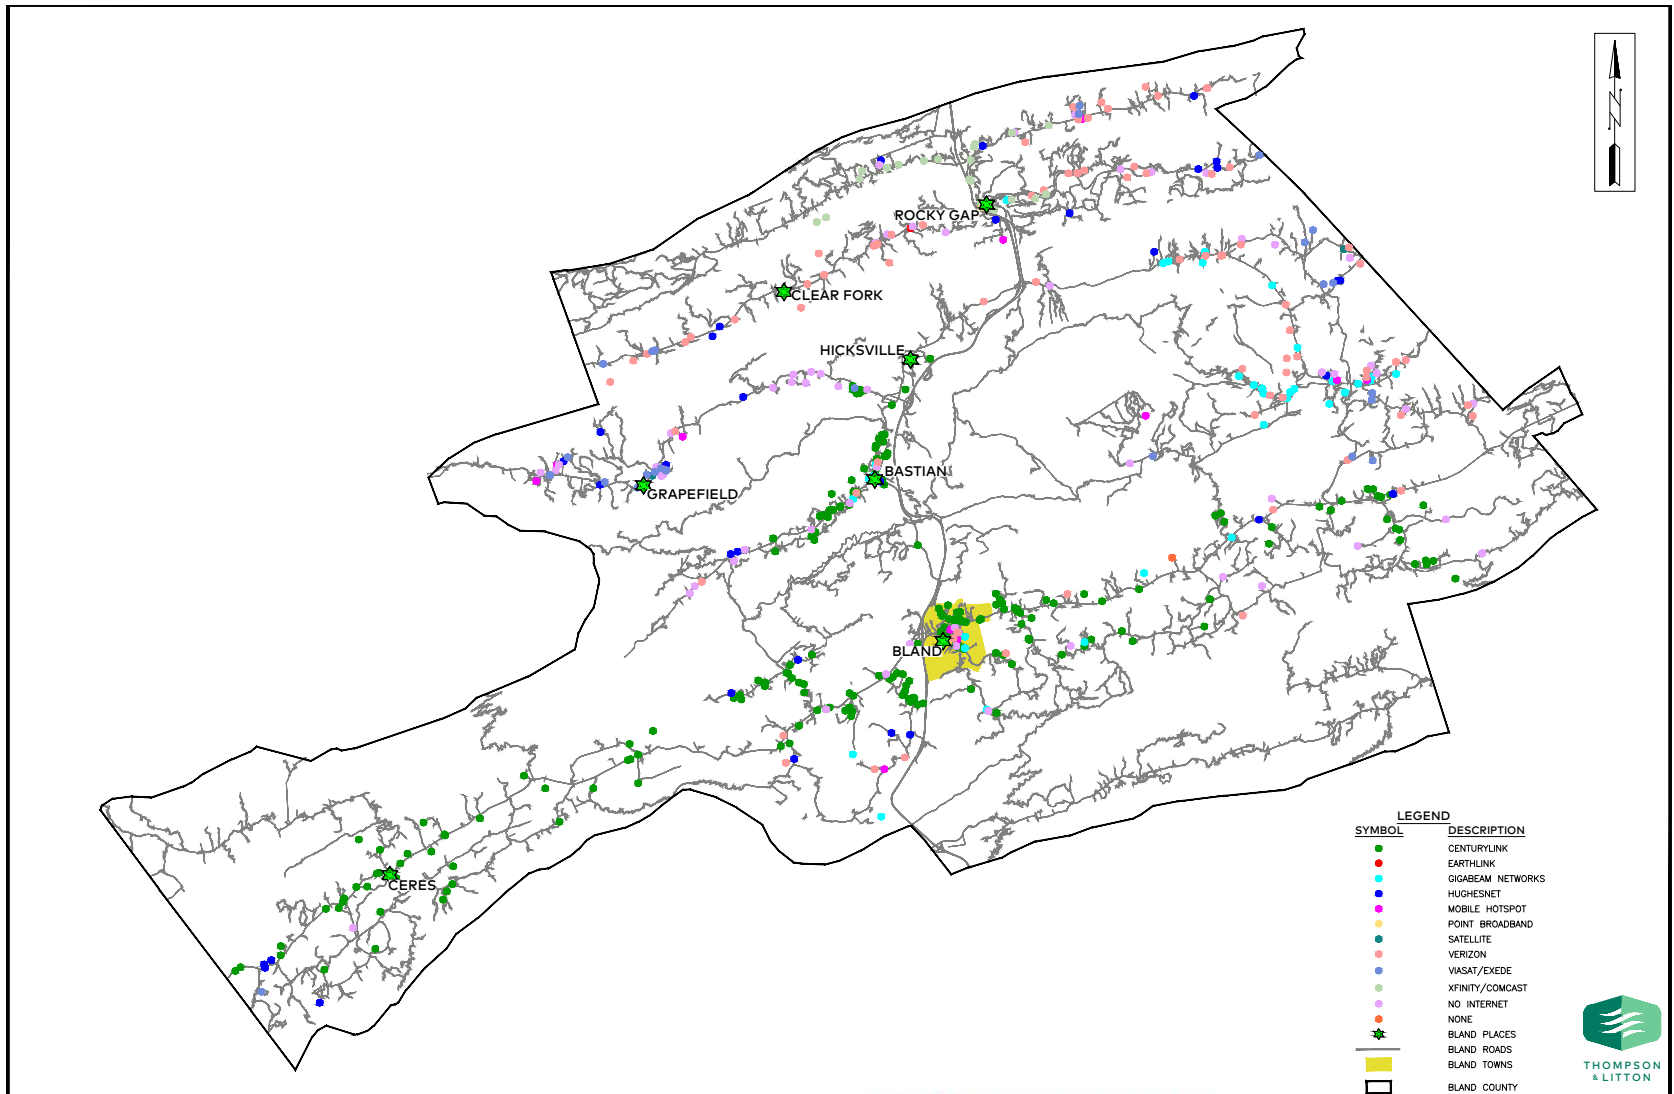 N
ROCKY GAP
CLEAR FORK
HICKSVILLE
BASTIAN
GRAPEFIELD
BLAND
CERES
LEGEND
SYMBOL DESCRIPTION
CENTURYLINK
EARTHLINK
GIGABEAM NETWORKS
HUGHESNET
MOBILE HOTSPOT
POINT BROADBAND
SATELLITE
VERIZON
VIASAT/EXEDE
XFINITY/COMCAST
NO INTERNET
NONE
BLAND PLACES
BLAND ROADS
BLAND TOWNS
BLAND COUNTY
THOMPSON
& LITTON